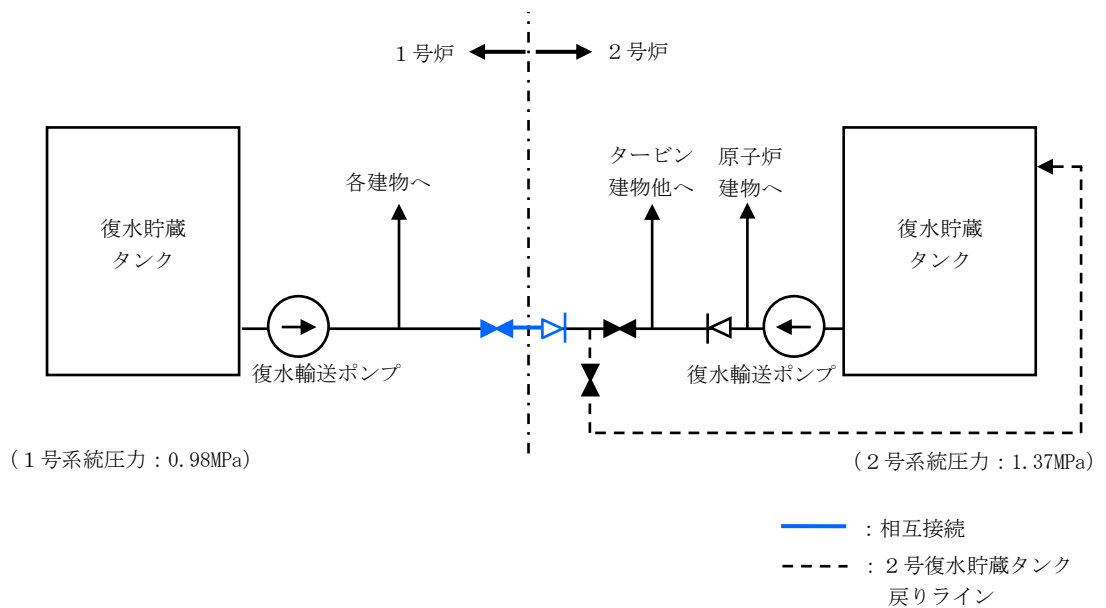 １号炉
２号炉
各建物へ
タービン
建物他へ
原子炉
建物へ
復水貯蔵
タンク
復水貯蔵
タンク
復水輸送ポンプ
復水輸送ポンプ
（１号系統圧力：0.98MPa）
（２号系統圧力：1.37MPa）
：相互接続
：２号復水貯蔵タンク
戻りライン